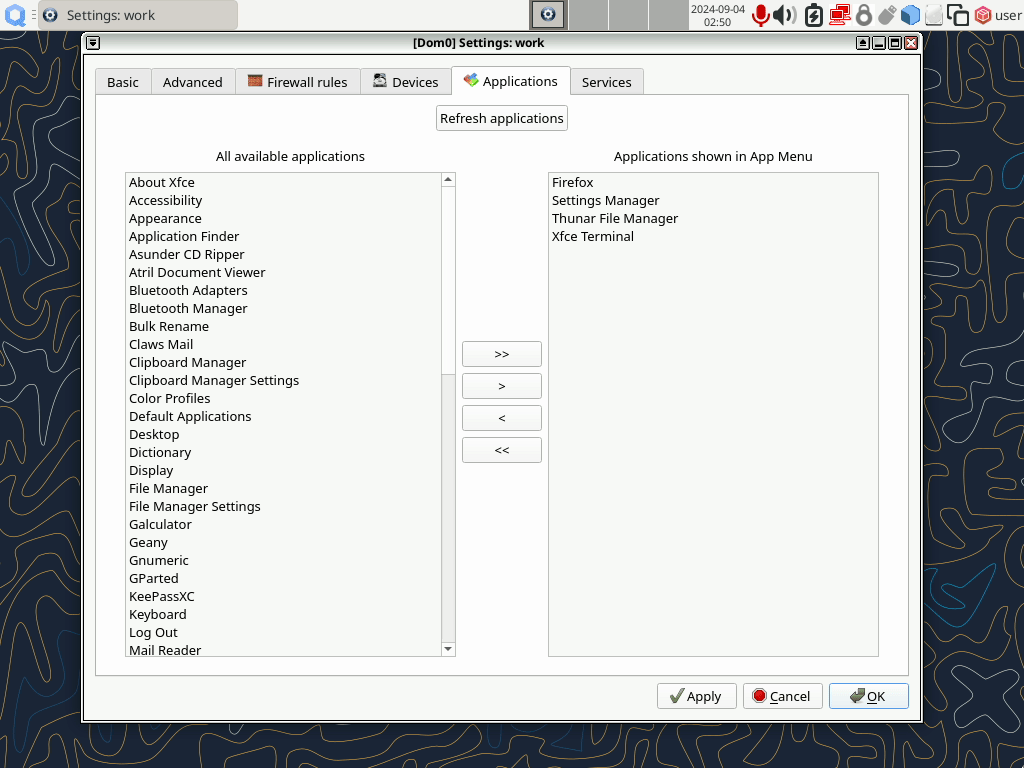 Settings: work
2024-09-04
02:50
user
[Dom0] Settings: work
Basic
Advanced
Firewall rules
Devices
Applications
Services
Refresh applications
All available applications
About Xfce
Accessibility
Appearance
Application Finder
Asunder CD Ripper
Atril Document Viewer
Bluetooth Adapters
Bluetooth Manager
Bulk Rename
Claws Mail
Clipboard Manager
Clipboard Manager Settings
Color Profiles
Default Applications
Desktop
Dictionary
Display
File Manager
File Manager Settings
Galculator
Geany
Gnumeric
GParted
KeePassXC
Keyboard
Log Out
Mail Reader
>>
>
<
<<
Applications shown in App Menu
Firefox
Settings Manager
Thunar File Manager
Xfce Terminal
Apply
Cancel
OK